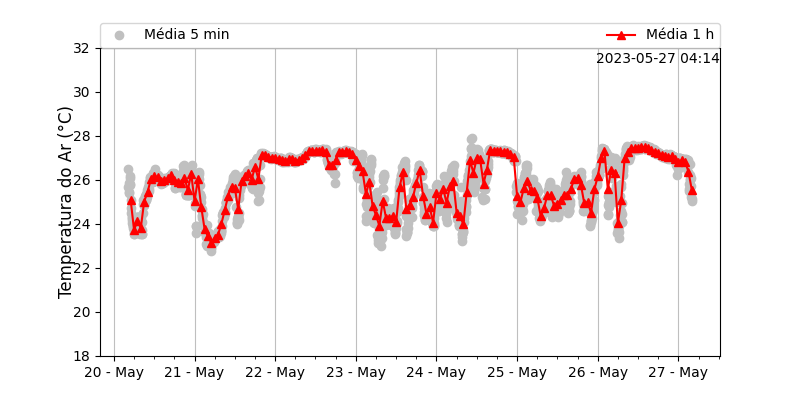 Média 5 min
Média 1 h
2023-05-27 04:14
Temperatura do Ar (°C)
32
30
28
26
24
22
20
18
20 - May
21 - May
22 - May
23 - May
24 - May
25 - May
26 - May
27 - May